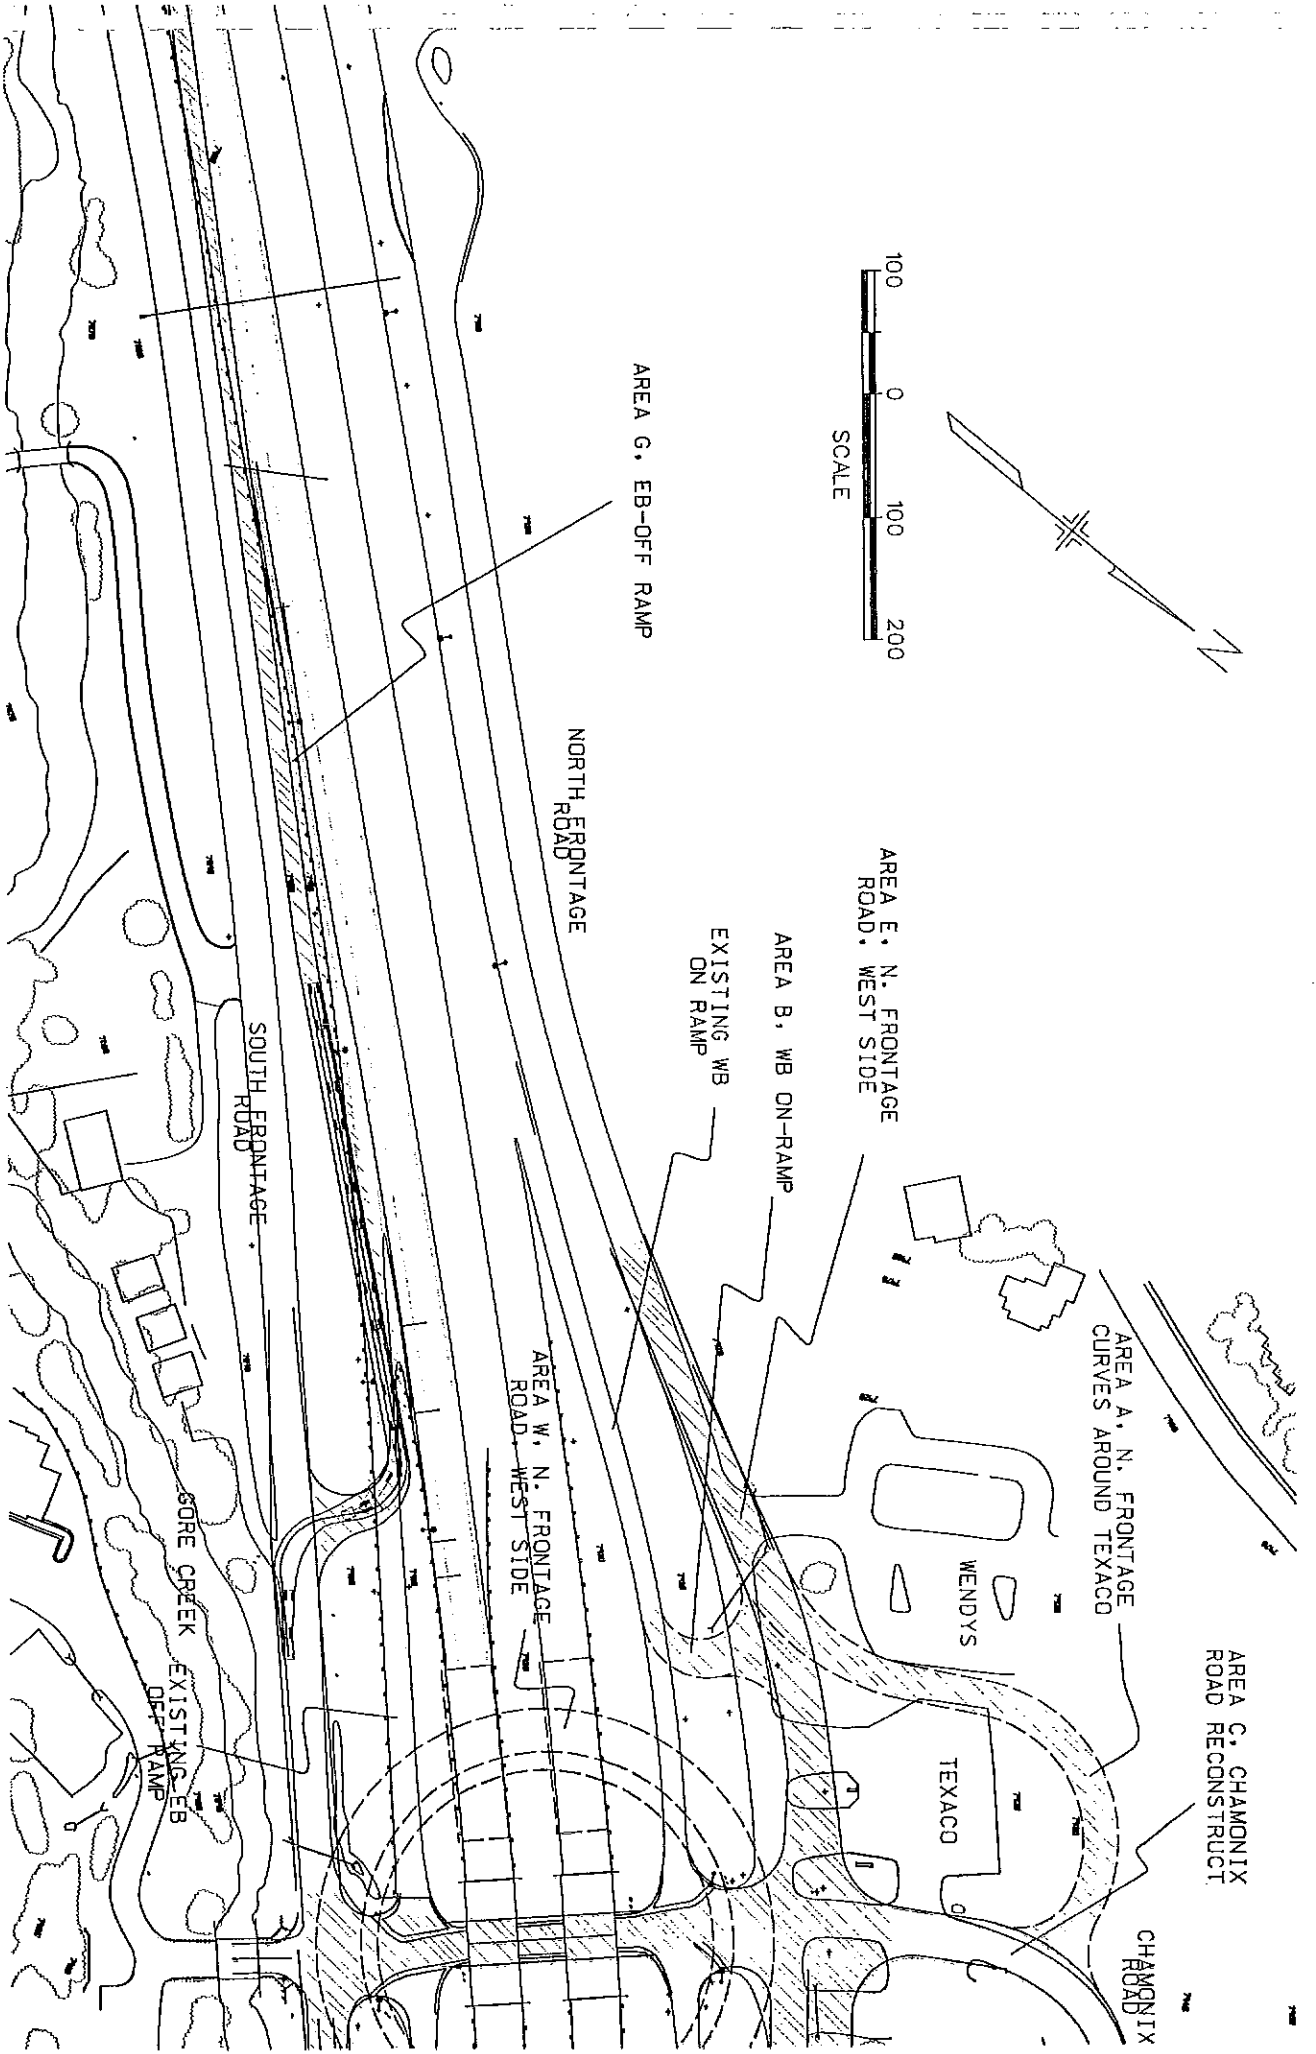 AREA C, CHAMONIX
ROAD RECONSTRUCT
CHAMONIX
ROAD
AREA A, N. FRONTAGE
CURVES AROUND TEXACO
WENDYS
TEXACO
100
0
100
200
SCALE
N
AREA E, N. FRONTAGE
ROAD, WEST SIDE
AREA B, WB ON-RAMP
EXISTING WB
ON RAMP
AREA G, EB-OFF RAMP
NORTH FRONTAGE
ROAD
AREA W, N. FRONTAGE
ROAD, WEST SIDE
SOUTH FRONTAGE
ROAD
GORE CREEK
EXISTING EB
OFF RAMP